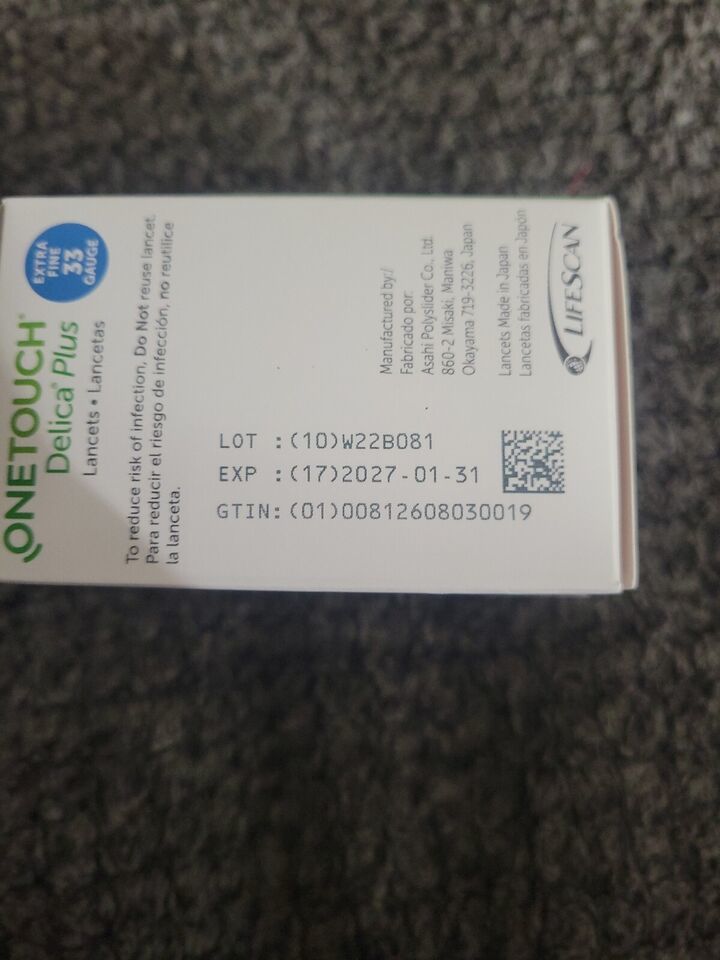 ONETOUCH®
Delica® Plus
Lancets • Lancetas
EXTRA
FINE
33
GAUGE
To reduce risk of infection, Do Not reuse lancet.
Para reducir el riesgo de infección, no reutilice
la lanceta.
LOT :(10)W22B081
EXP :(17)2027-01-31
GTIN:(01)00812608030019
Manufactured by:/
Fabricado por:
Asahi Polyslider Co., Ltd.
860-2 Misaki, Maniwa
Okayama 719-3226, Japan
Lancets Made in Japan
Lancetas fabricadas en Japón
LIFESCAN